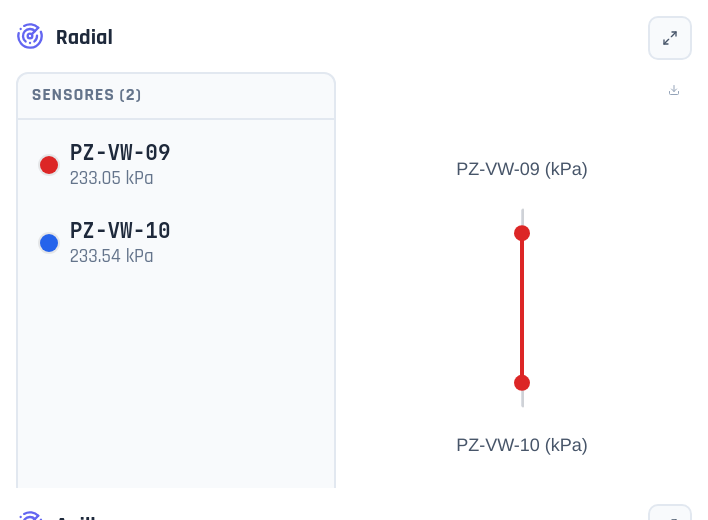 Radial
SENSORES (2)
PZ-VW-09
233.05 kPa
PZ-VW-10
233.54 kPa
PZ-VW-09 (kPa)
PZ-VW-10 (kPa)